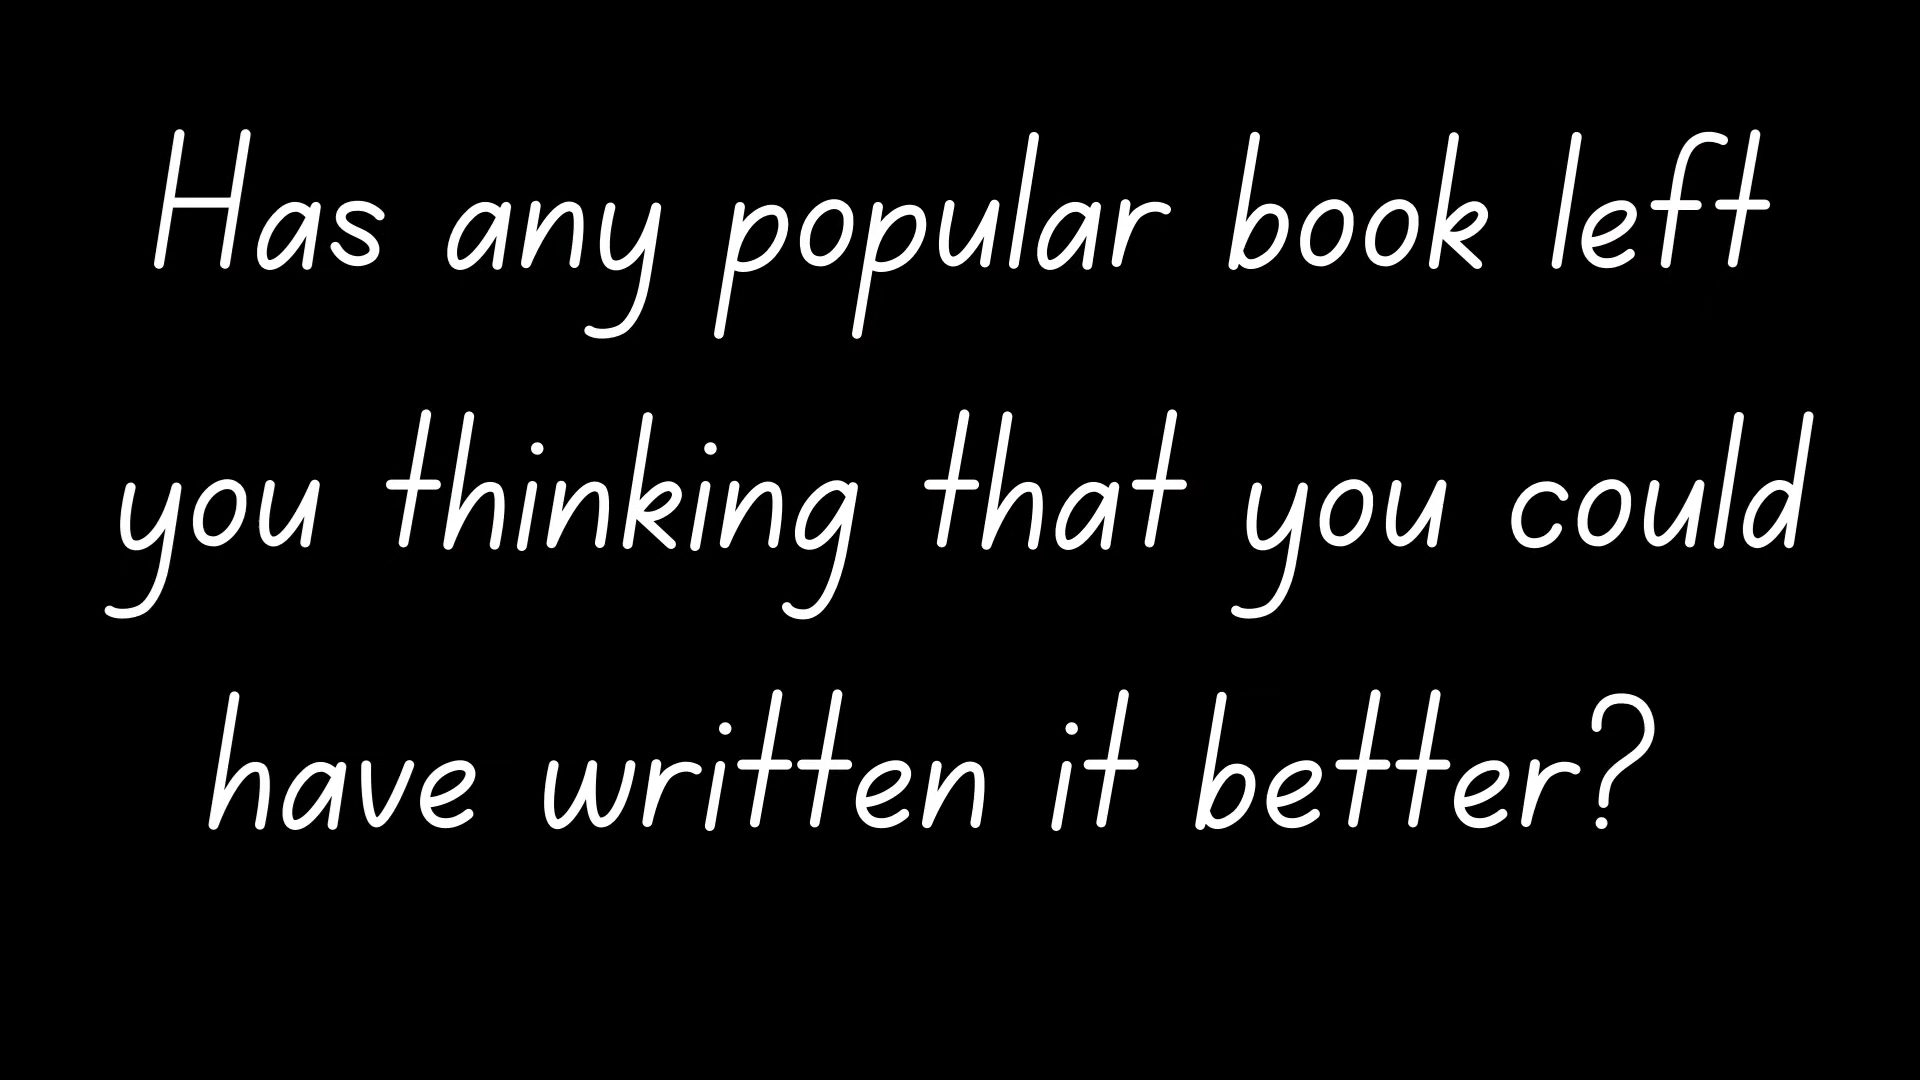 Has any popular book left
you thinking that you could
have written it better?